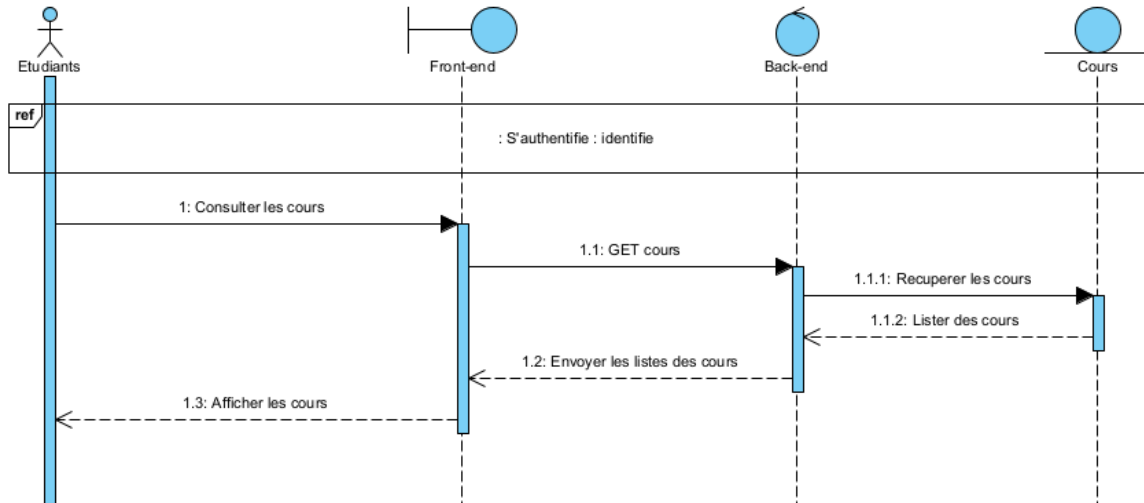 Etudiants
Front-end
Back-end
Cours
ref
: S'authentifie : identifie
1: Consulter les cours
1.1: GET cours
1.1.1: Recuperer les cours
1.1.2: Lister des cours
1.2: Envoyer les listes des cours
1.3: Afficher les cours